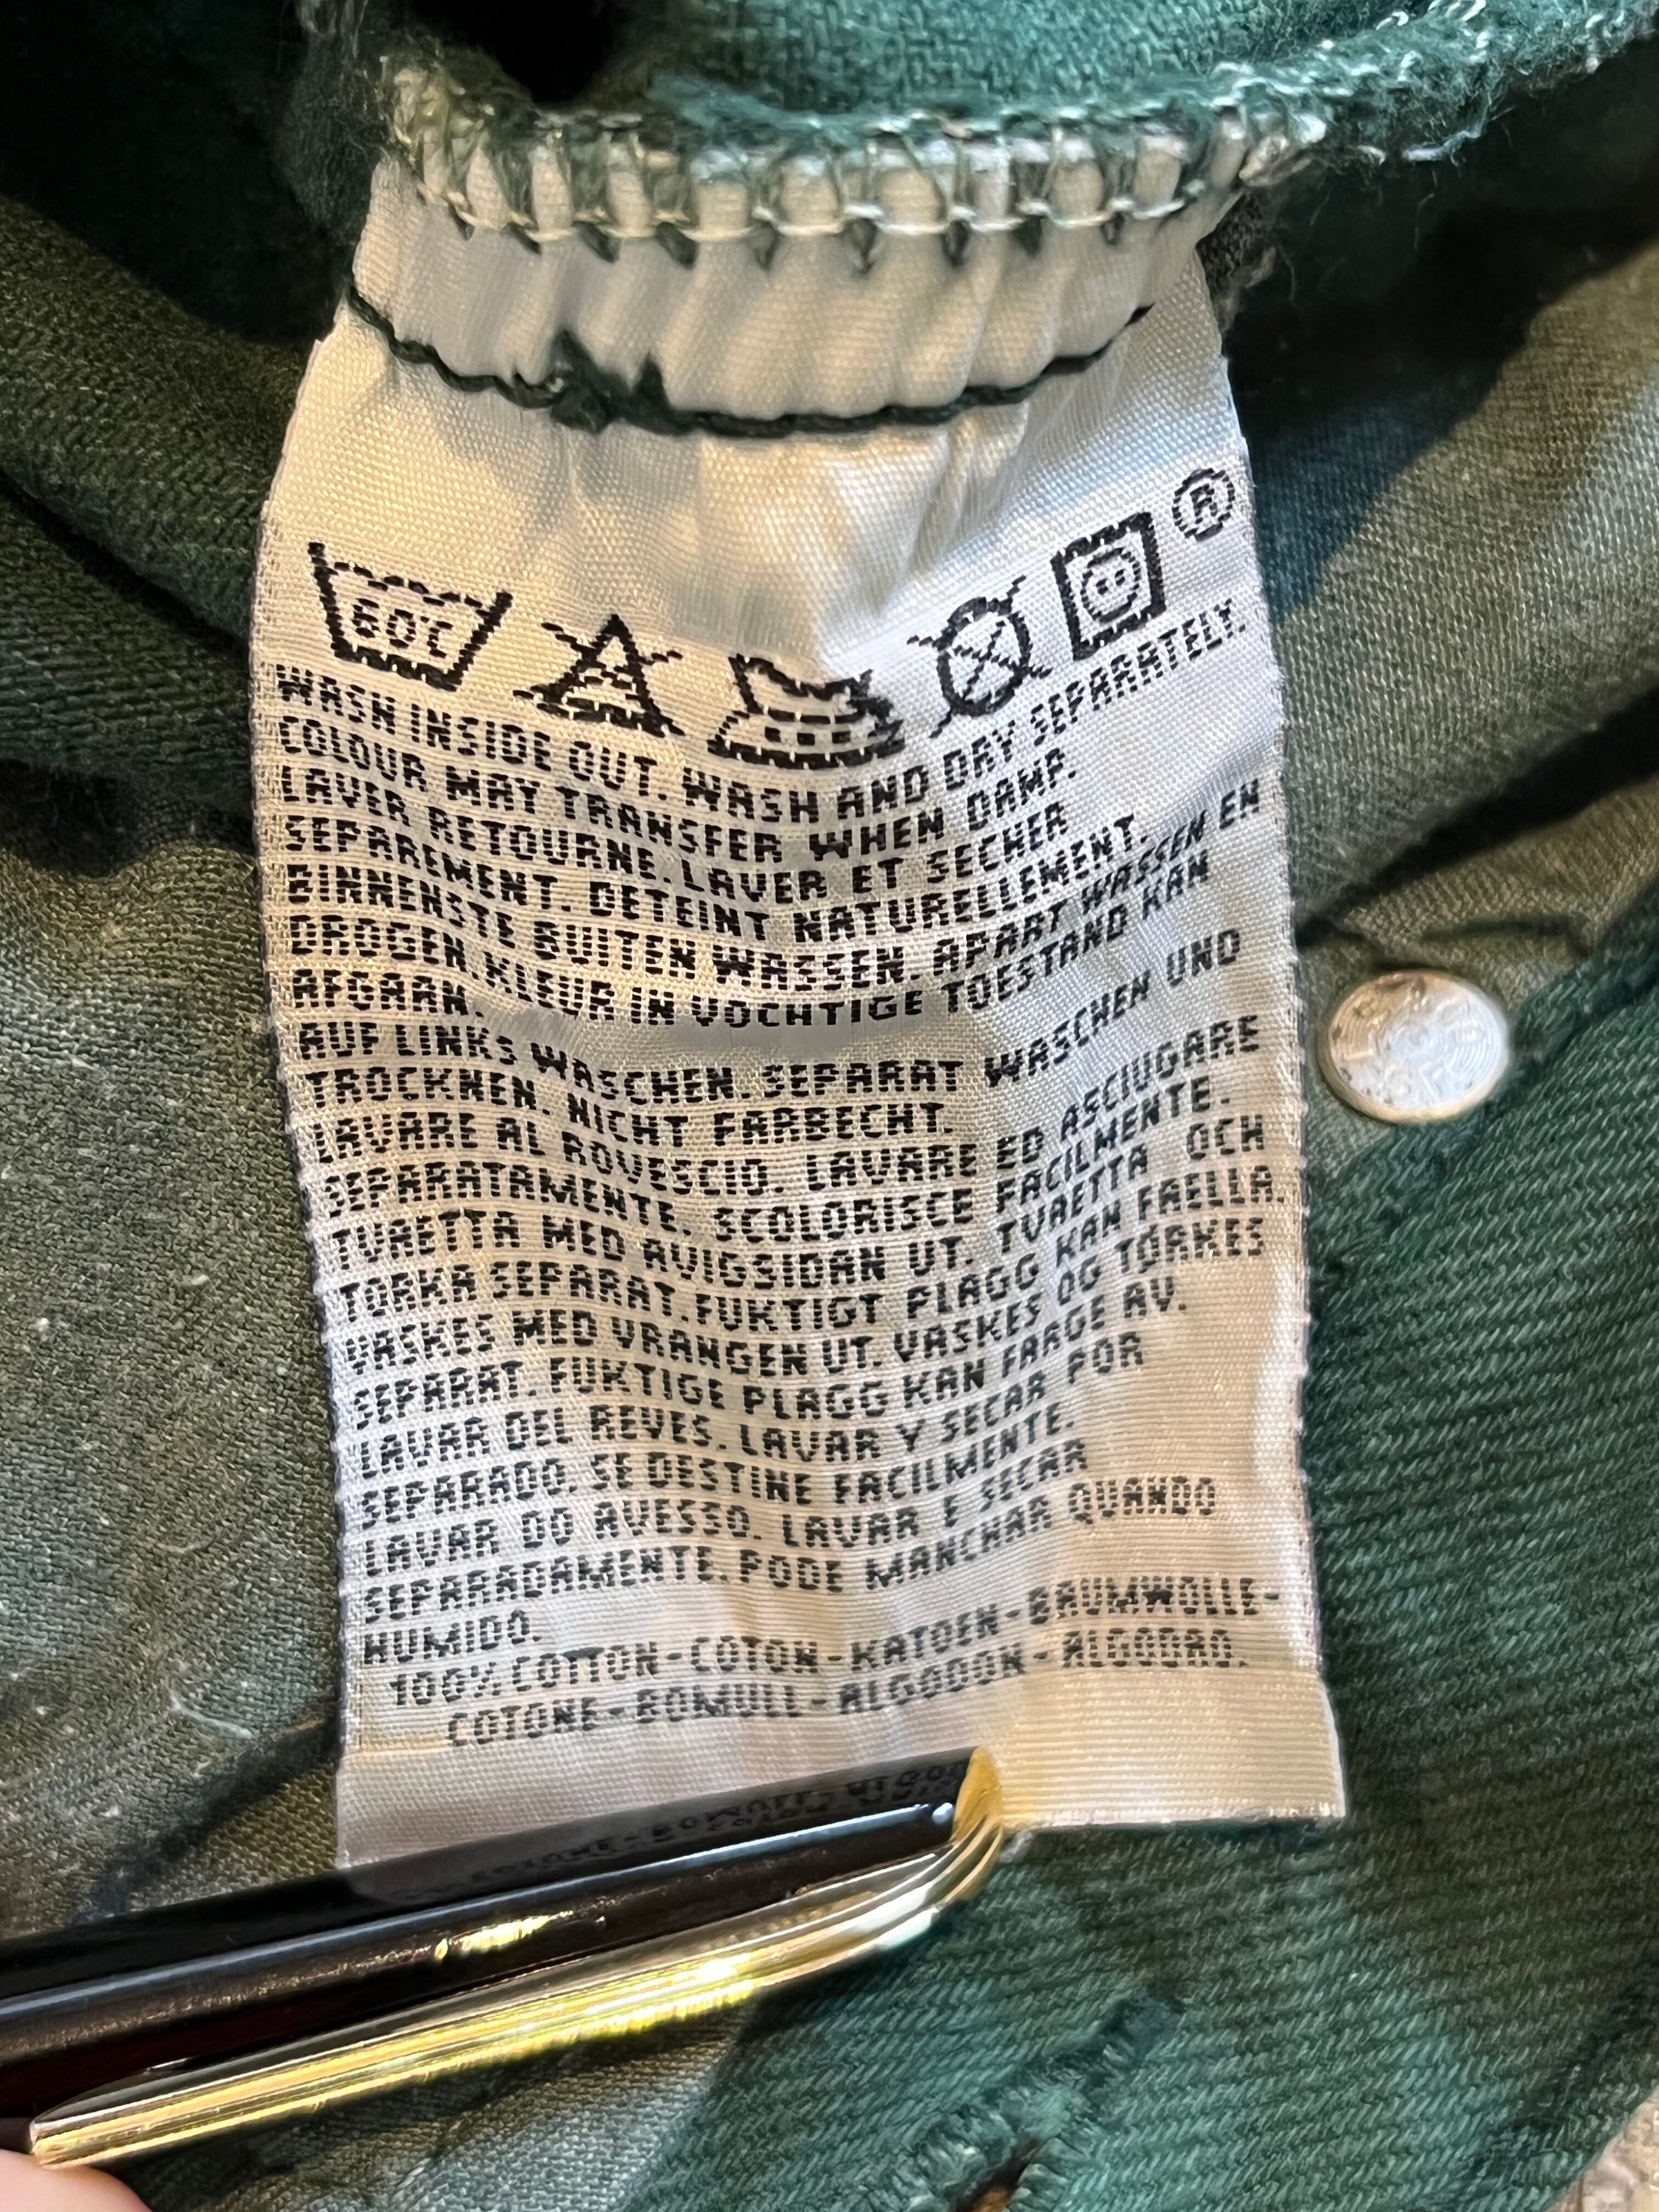 60°C
®
WASH INSIDE OUT. WASH AND DRY SEPARATELY.
COLOUR MAY TRANSFER WHEN DAMP.
LAVER RETOURNE. LAVER ET SECHER
SEPAREMENT. DETEINT NATURELLEMENT.
BINNENSTE BUITEN WASSEN. APART WASSEN EN
DROGEN. KLEUR IN VOCHTIGE TOESTAND KAN
AFGAAN.
AUF LINKS WASCHEN. SEPARAT WASCHEN UND
TROCKNEN. NICHT FARBECHT.
LAVARE AL ROVESCIO. LAVARE ED ASCIUGARE
SEPARATAMENTE. SCOLORISCE FACILMENTE.
TVAETTA MED AVIGSIDAN UT. TVAETTA OCH
TORKA SEPARAT. FUKTIGT PLAGG KAN FAELLA.
VASKES MED VRANGEN UT. VASKES OG TÓRKES
SEPARAT. FUKTIGE PLAGG KAN FARGE AV.
LAVAR DEL REVES. LAVAR Y SECAR POR
SEPARADO. SE DESTINE FACILMENTE.
LAVAR DO AVESSO. LAVAR E SECAR
SEPARADAMENTE. PODE MANCHAR QUANDO
HUMIDO.
100% COTTON-COTON-KATOEN-BAUMWOLLE-
COTONE-BOMULL-ALGODON-ALGODAO.